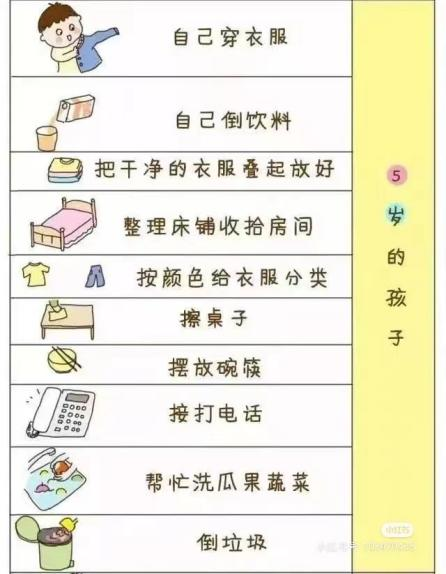 自己穿衣服
自己倒饮料
把干净的衣服叠起放好
整理床铺收拾房间
按颜色给衣服分类
擦桌子
摆放碗筷
接打电话
帮忙洗瓜果蔬菜
倒垃圾
5岁的孩子
小红书